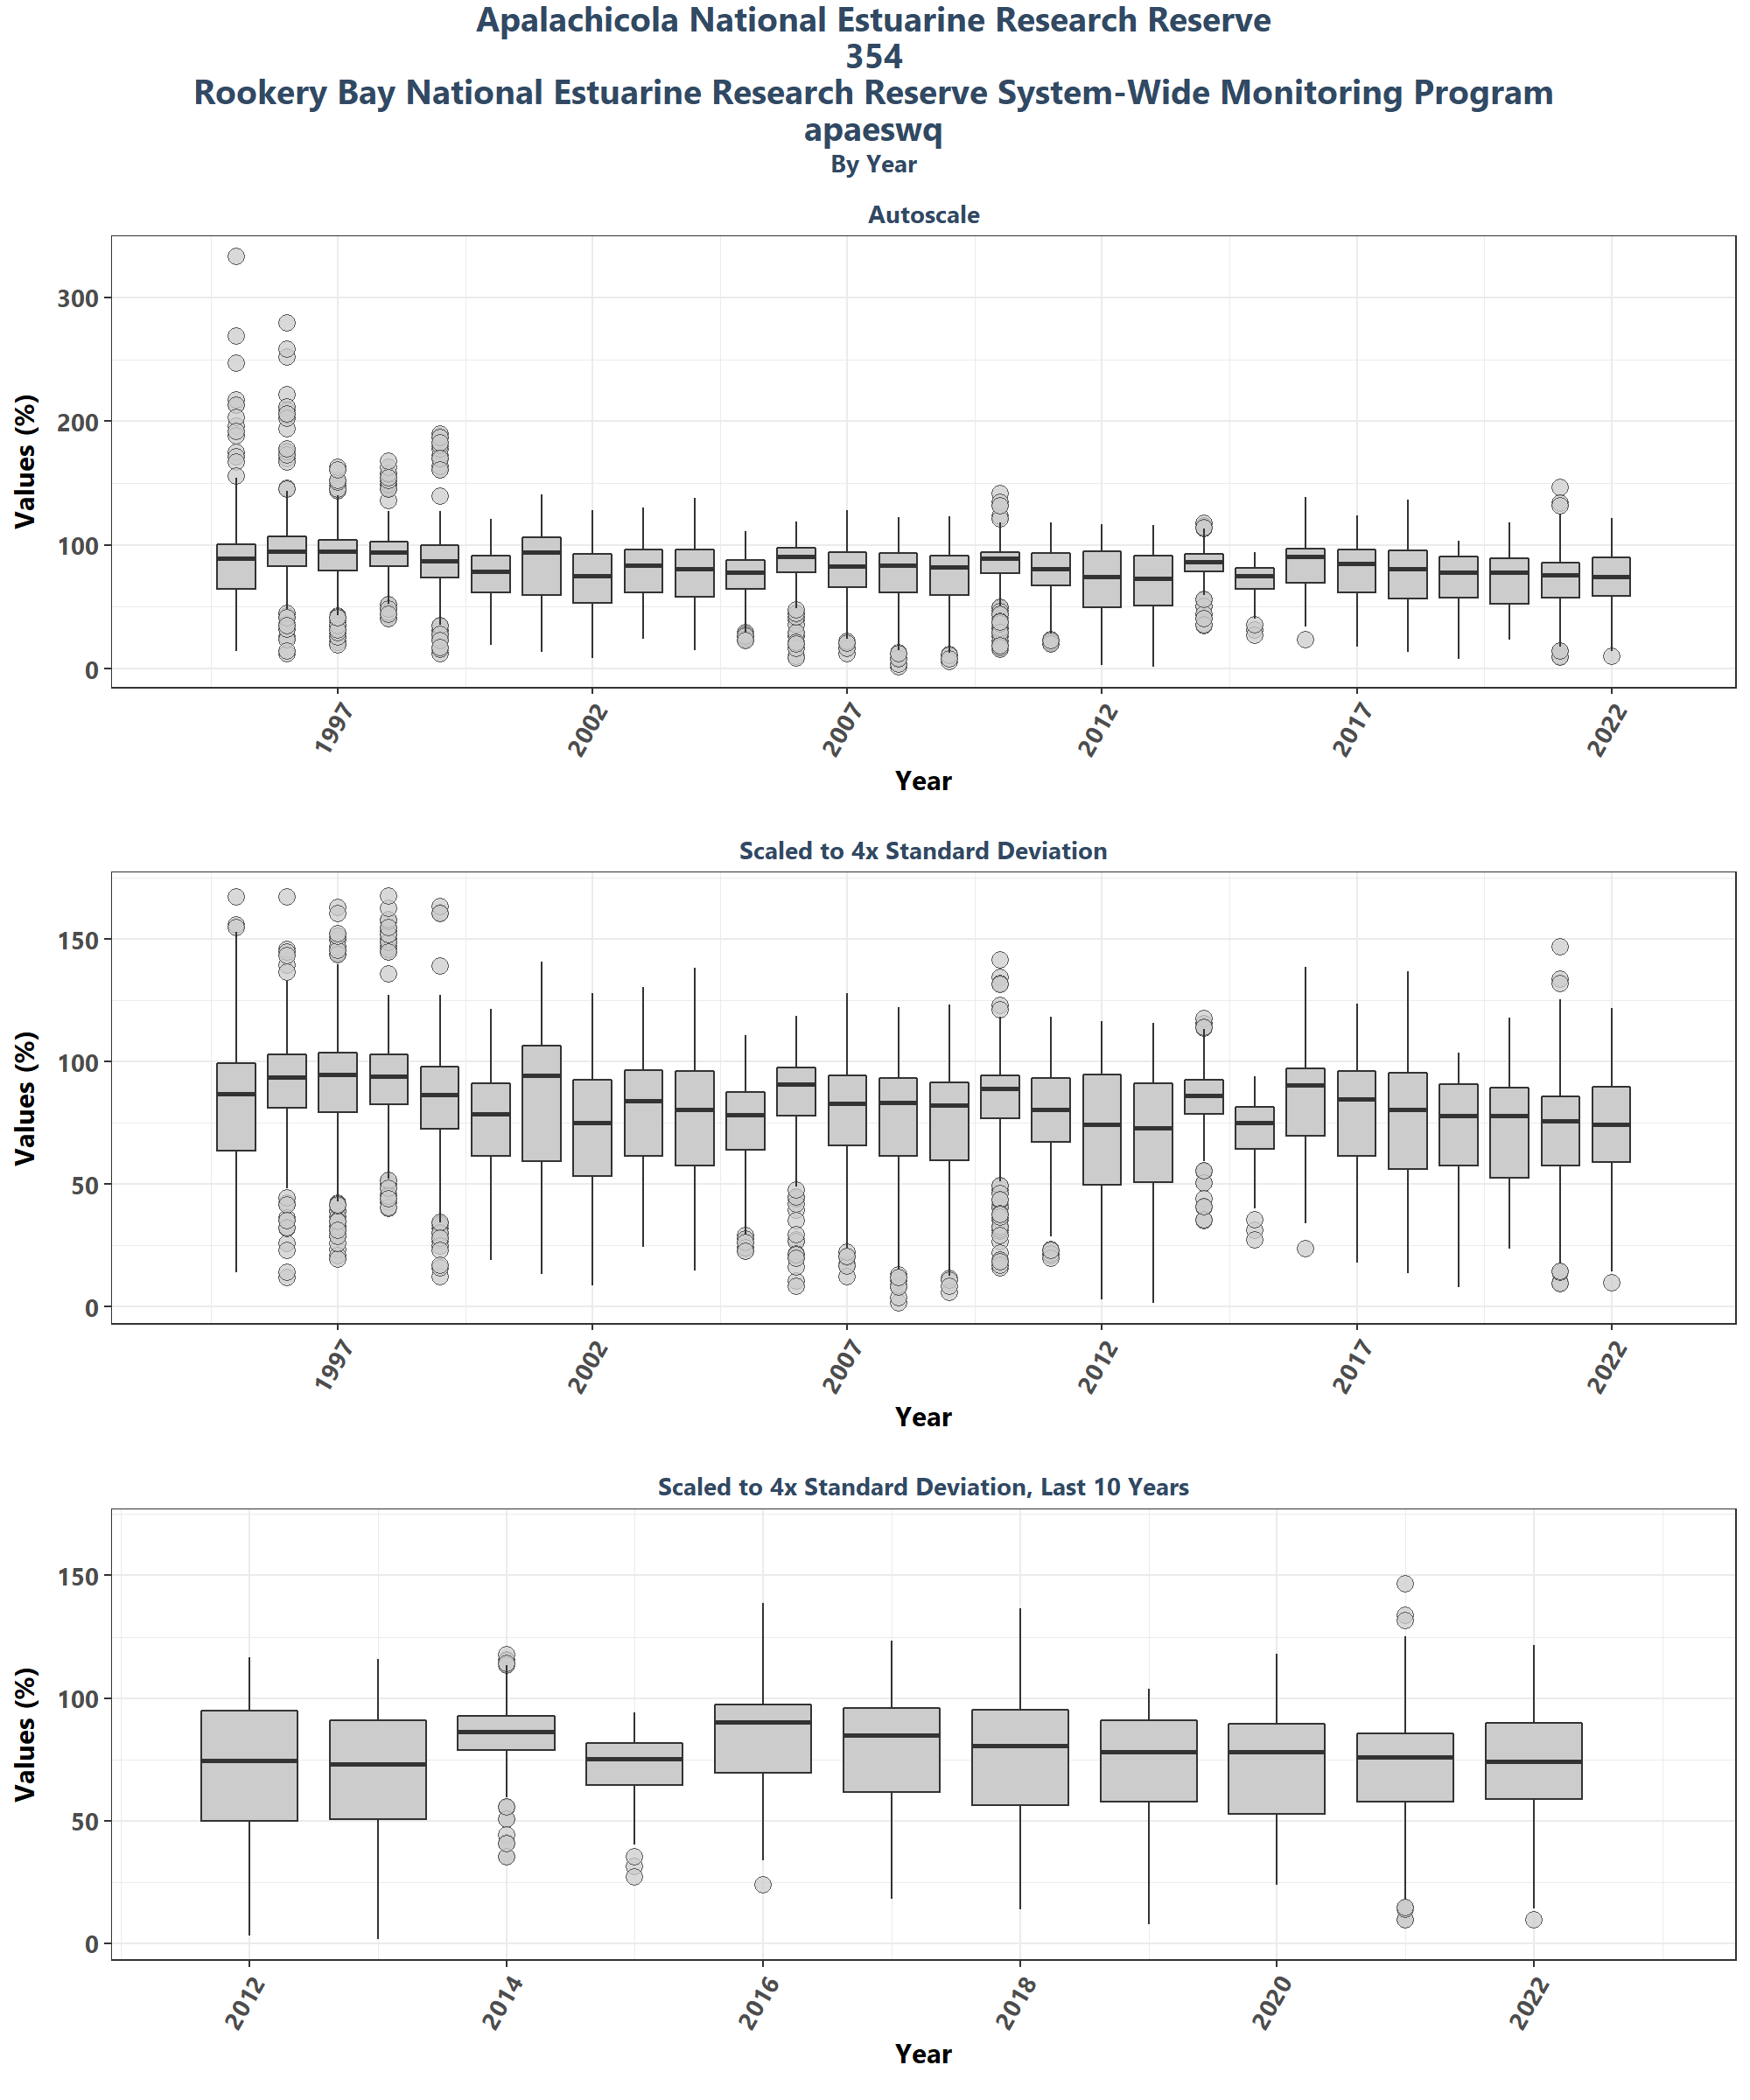 Apalachicola National Estuarine Research Reserve
354
Rookery Bay National Estuarine Research Reserve System-Wide Monitoring Program
apaeswq
By Year
Autoscale
Values (%)
300
200
100
0
1997
2002
2007
2012
2017
2022
Year
Scaled to 4x Standard Deviation
Values (%)
150
100
50
0
1997
2002
2007
2012
2017
2022
Year
Scaled to 4x Standard Deviation, Last 10 Years
Values (%)
150
100
50
0
2012
2014
2016
2018
2020
2022
Year